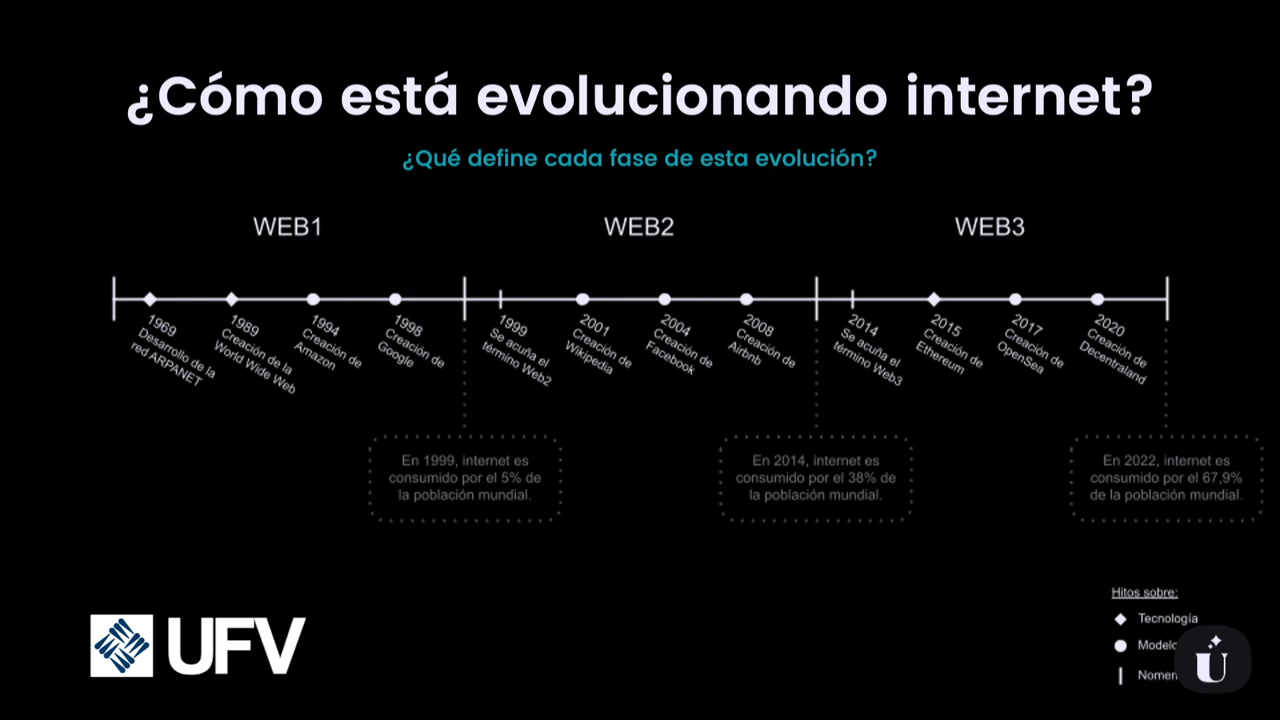 ¿Cómo está evolucionando internet?
¿Qué define cada fase de esta evolución?
WEB1
WEB2
WEB3
1969
Desarrollo de la
red ARPANET
1989
Creación de la
World Wide Web
1994
Creación de
Amazon
1998
Creación de
Google
1999
Se acuña el
término Web2
2001
Creación de
Wikipedia
2004
Creación de
Facebook
2008
Creación de
Airbnb
2014
Se acuña el
término Web3
2015
Creación de
Ethereum
2017
Creación de
OpenSea
2020
Creación de
Decentraland
En 1999, internet es
consumido por el 5% de
la población mundial.
En 2014, internet es
consumido por el 38% de
la población mundial.
En 2022, internet es
consumido por el 67,9%
de la población mundial.
Hitos sobre:
Tecnología
UFV
U